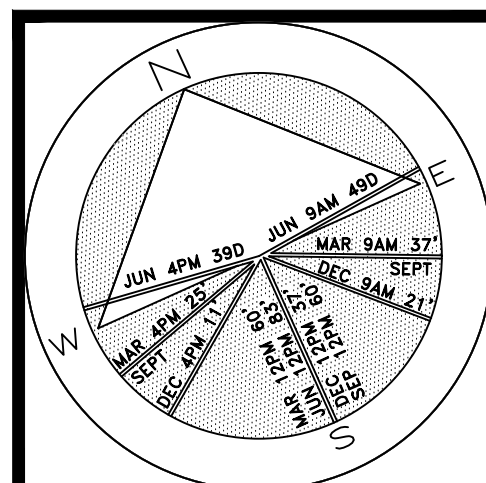 N
E
JUN 9AM 49D
JUN 4PM 39D
MAR 9AM 37'
SEPT
DEC 9AM 21'
W
MAR 4PM 25'
SEPT
DEC 4PM 11'
MAR 12PM 60'
JUN 12PM 83'
DEC 12PM 37'
SEP 12PM 60'
S